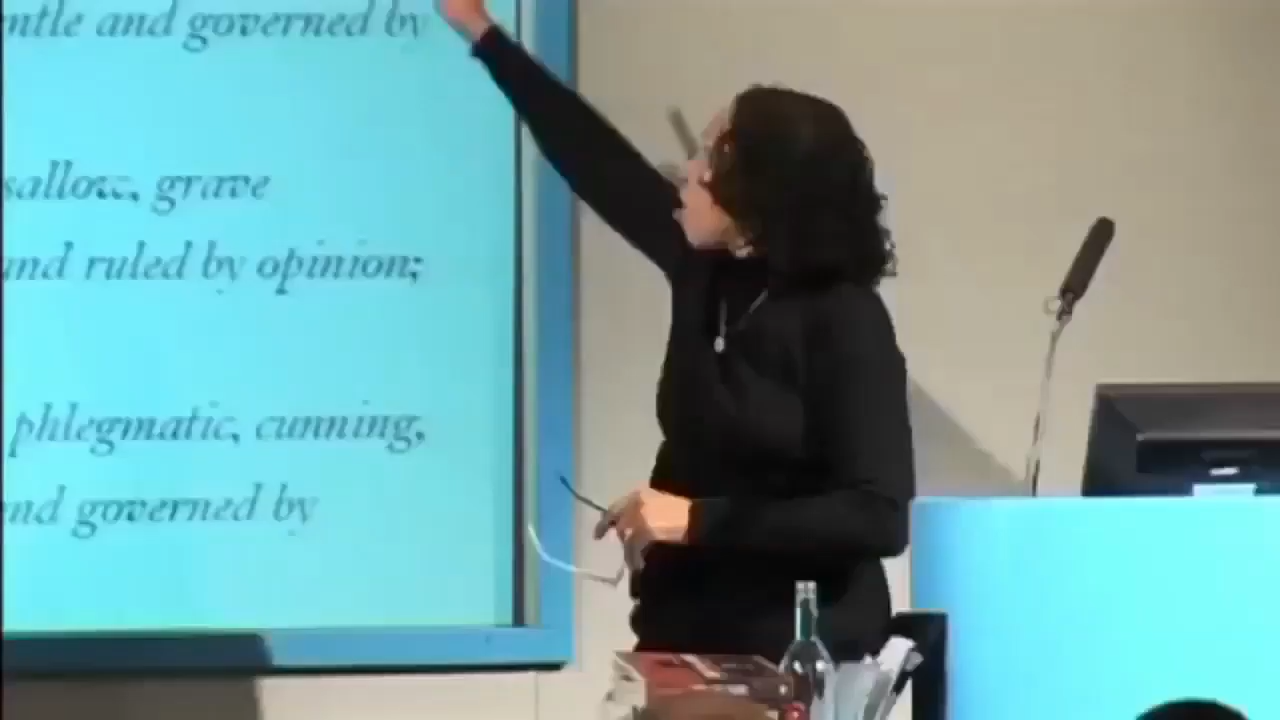 ntle and governed by
sallow, grave
and ruled by opinion;
phlegmatic, cunning,
and governed by